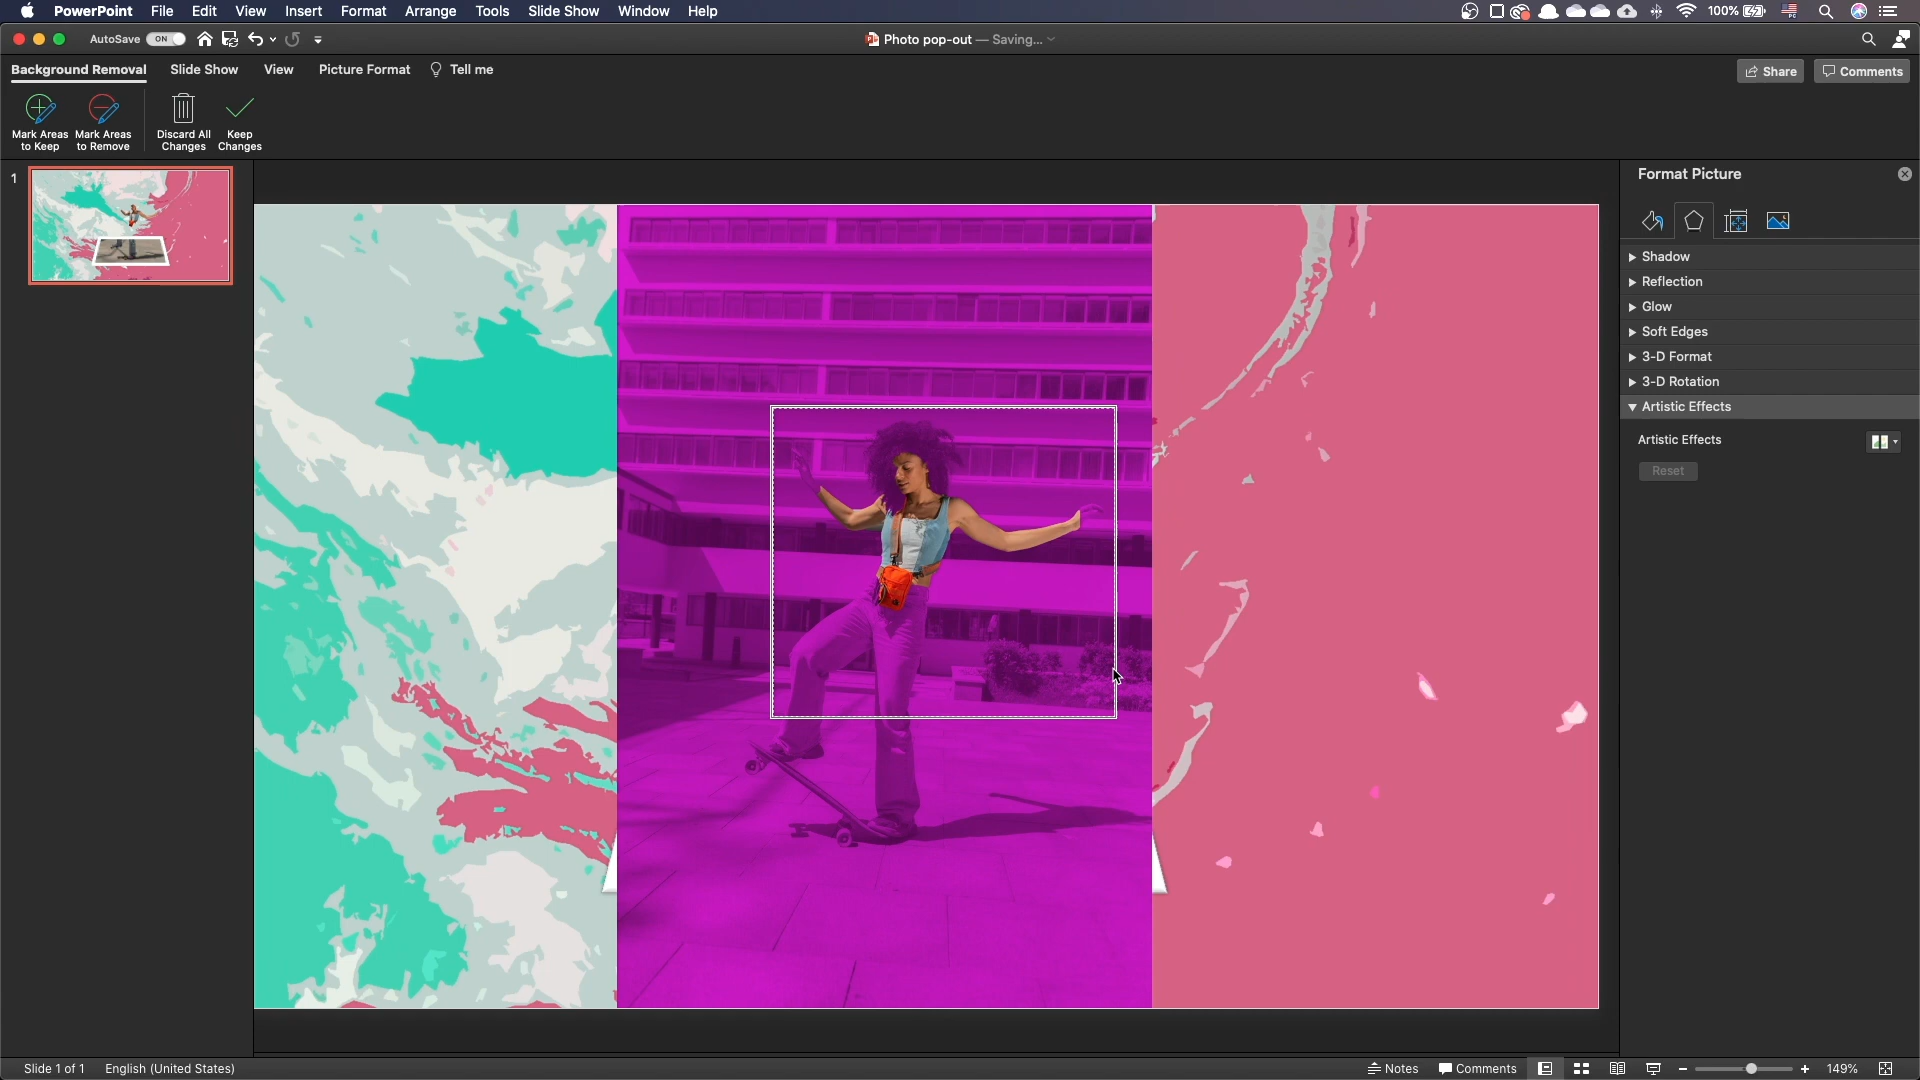 PowerPoint File Edit View Insert Format Arrange Tools Slide Show Window Help 100%
AutoSave ON Photo pop-out — Saving...
Background Removal Slide Show View Picture Format Tell me Share Comments
Mark Areas to Keep
Mark Areas to Remove
Discard All Changes
Keep Changes
1
Format Picture
Shadow
Reflection
Glow
Soft Edges
3-D Format
3-D Rotation
Artistic Effects
Artistic Effects
Reset
Slide 1 of 1 English (United States) Notes Comments 149%